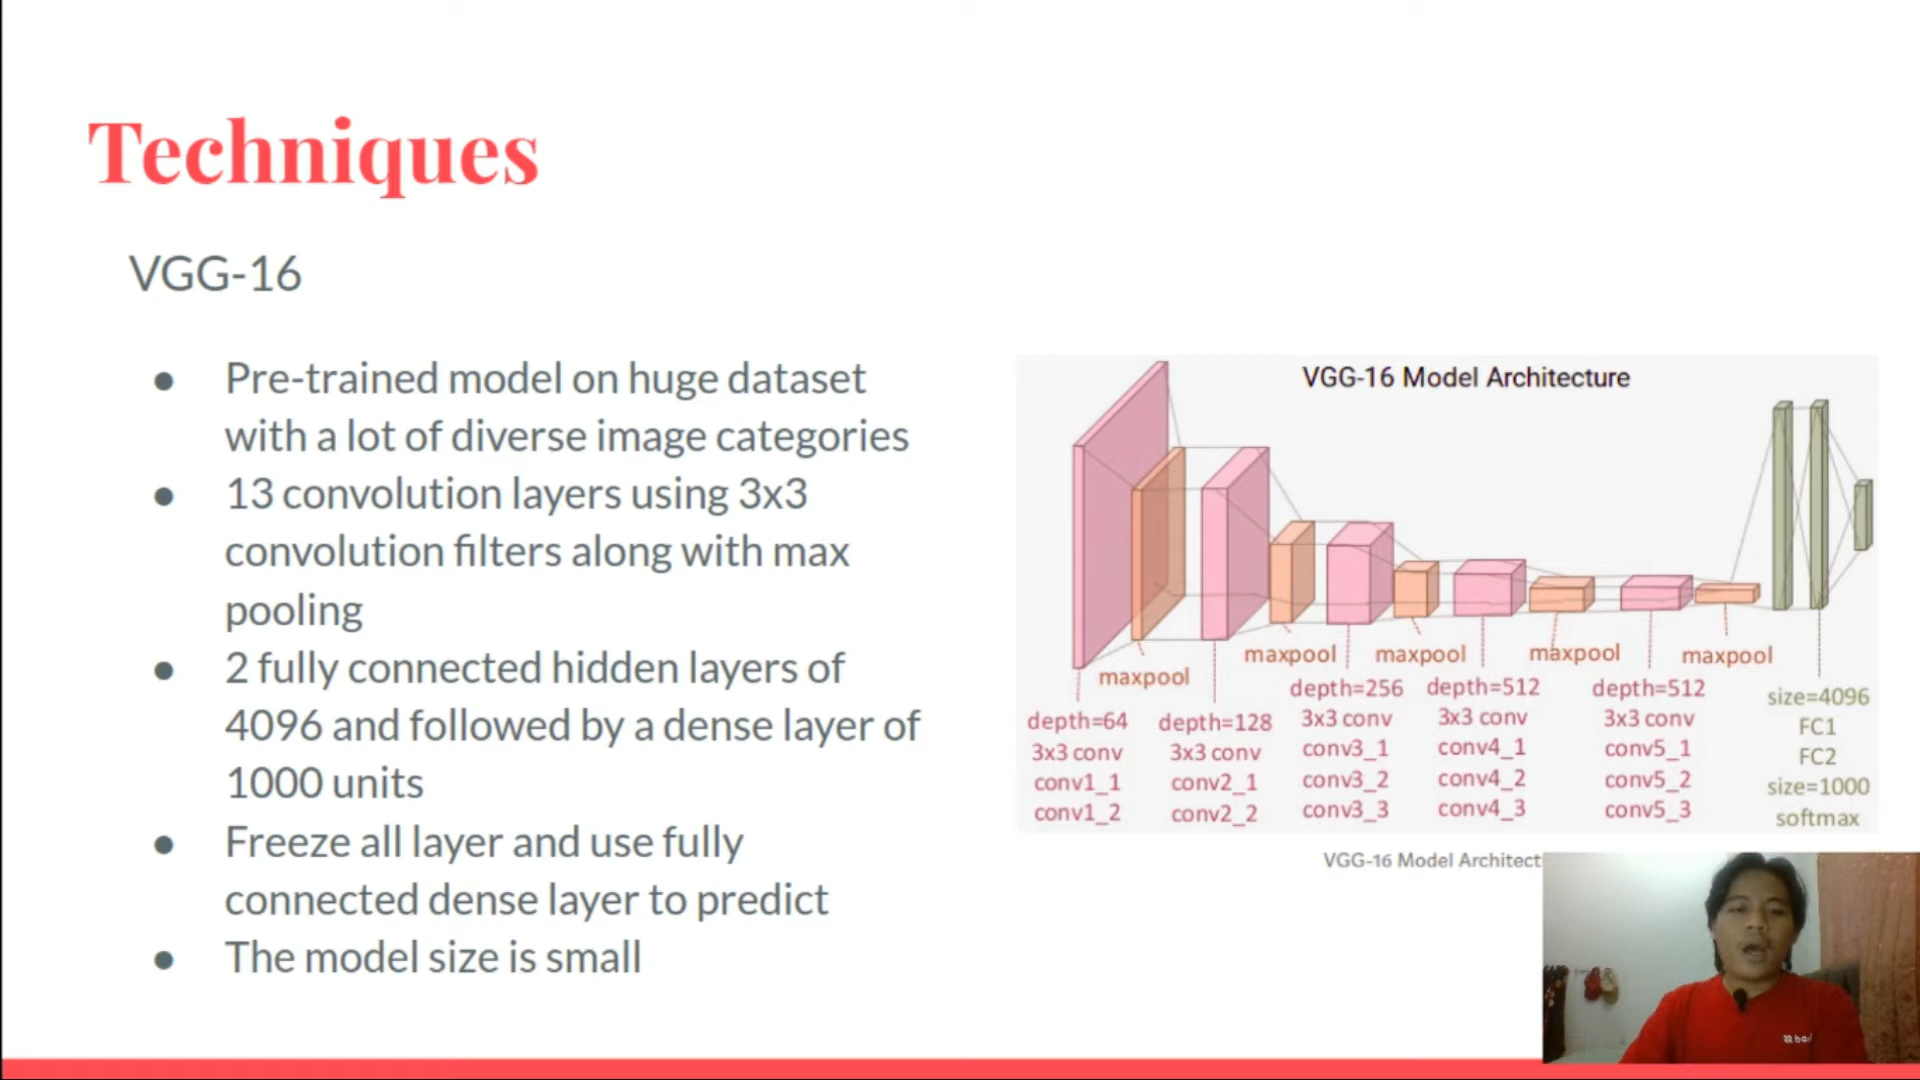 Techniques
VGG-16
● Pre-trained model on huge dataset
with a lot of diverse image categories
● 13 convolution layers using 3x3
convolution filters along with max
pooling
● 2 fully connected hidden layers of
4096 and followed by a dense layer of
1000 units
● Freeze all layer and use fully
connected dense layer to predict
● The model size is small
VGG-16 Model Architecture
maxpool
maxpool
maxpool
maxpool
maxpool
depth=64
3x3 conv
conv1_1
conv1_2
depth=128
3x3 conv
conv2_1
conv2_2
depth=256
3x3 conv
conv3_1
conv3_2
conv3_3
depth=512
3x3 conv
conv4_1
conv4_2
conv4_3
depth=512
3x3 conv
conv5_1
conv5_2
conv5_3
size=4096
FC1
FC2
size=1000
softmax
VGG-16 Model Architect